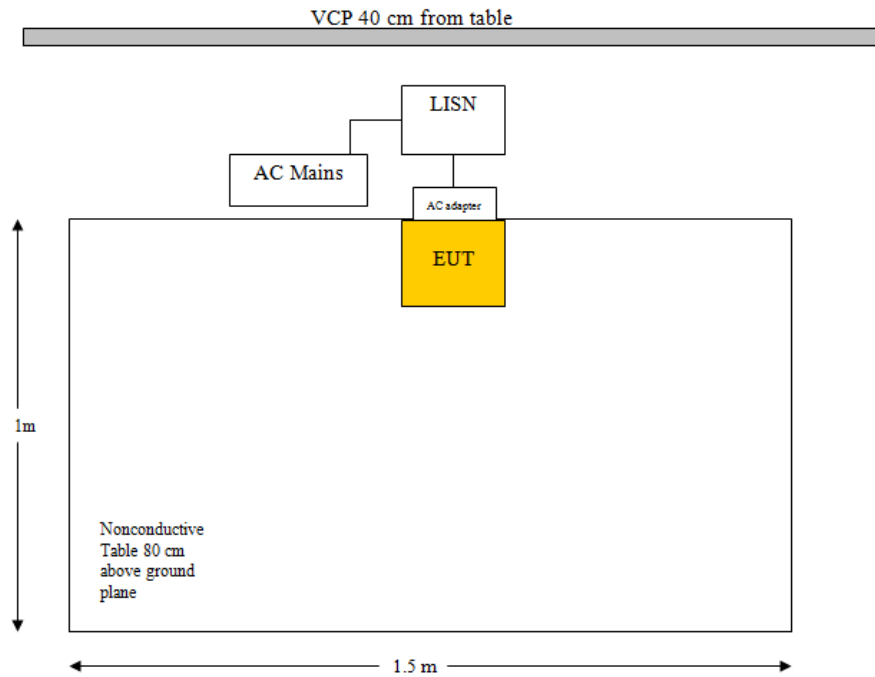 VCP 40 cm from table
LISN
AC Mains
AC adapter
EUT
1m
Nonconductive
Table 80 cm
above ground
plane
1.5 m